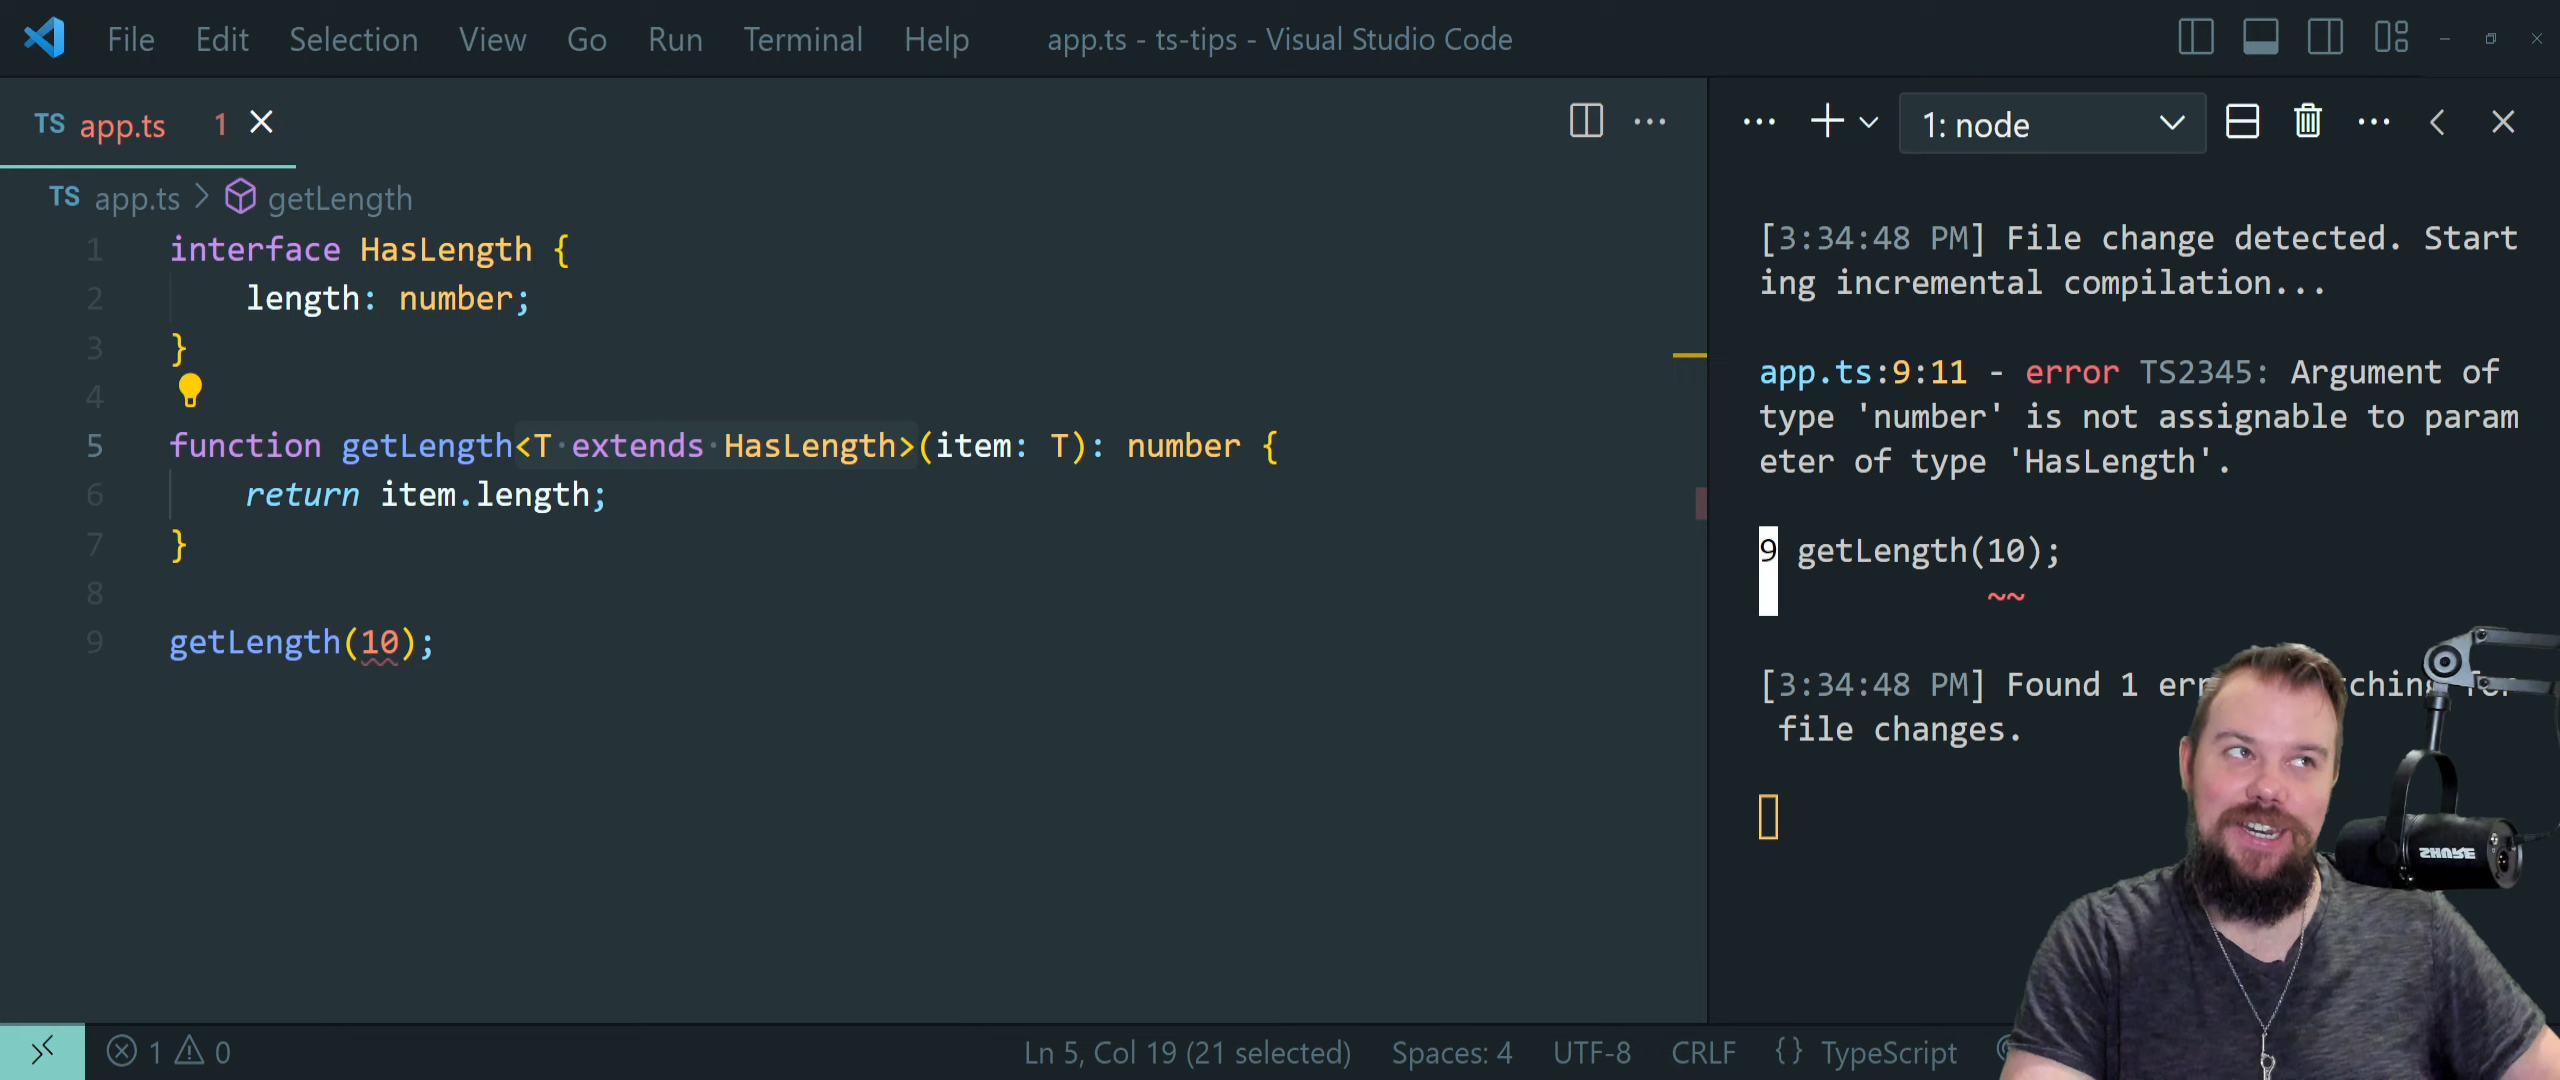 File Edit Selection View Go Run Terminal Help app.ts - ts-tips - Visual Studio Code
TS app.ts 1
TS app.ts > getLength
1 interface HasLength {
2 length: number;
3 }
4
5 function getLength<T extends HasLength>(item: T): number {
6 return item.length;
7 }
8
9 getLength(10);
1: node
[3:34:48 PM] File change detected. Start
ing incremental compilation...
app.ts:9:11 - error TS2345: Argument of
type 'number' is not assignable to param
eter of type 'HasLength'.
9 getLength(10);
~~
[3:34:48 PM] Found 1 for
file changes.
SHURE
1 0 Ln 5, Col 19 (21 selected) Spaces: 4 UTF-8 CRLF {} TypeScript